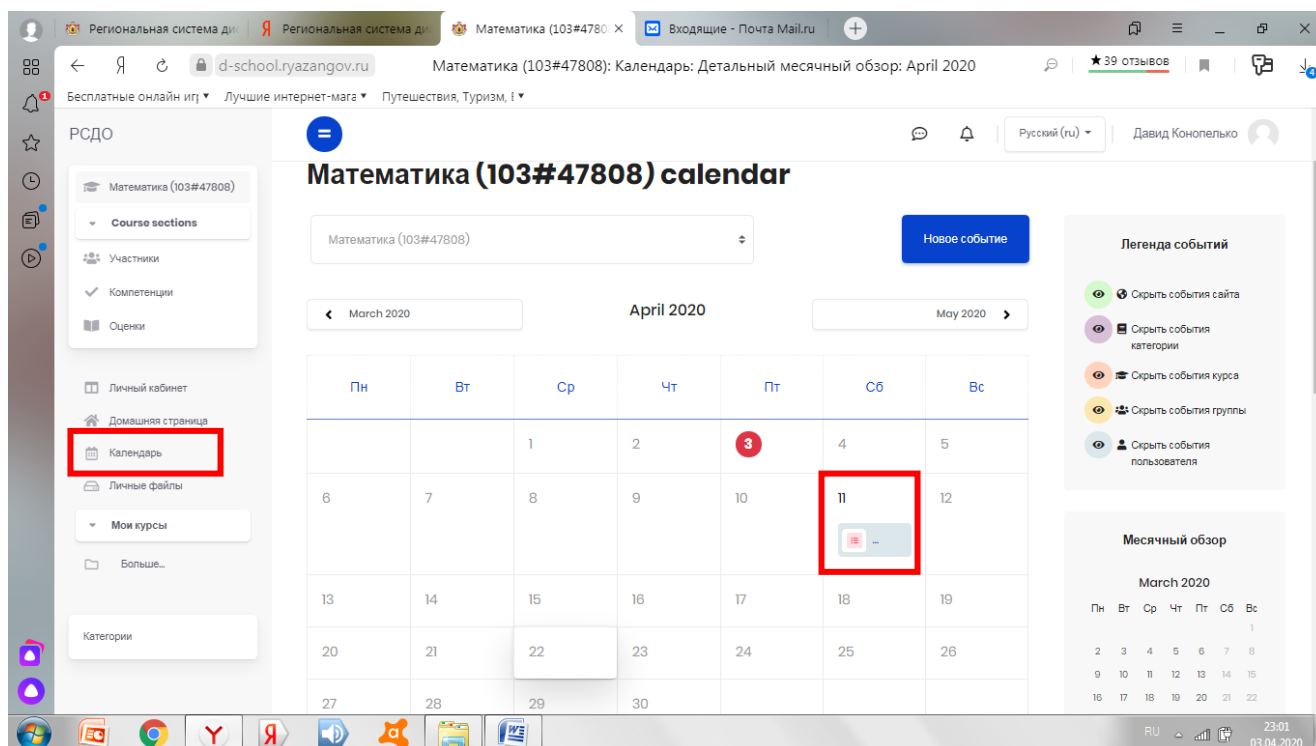 Региональная система ди
Я Региональная система ди
Математика (103#4780
Входящие - Почта Mail.ru
d-school.ryazangov.ru
Математика (103#47808): Календарь: Детальный месячный обзор: April 2020
★39 отзывов
Бесплатные онлайн игр
Лучшие интернет-мага
Путешествия, Туризм,
РСДО
Русский (ru)
Давид Конопелько
Математика (103#47808)
Course sections
Участники
Компетенции
Оценки
Личный кабинет
Домашняя страница
Календарь
Личные файлы
Мои курсы
Больше...
Категории
Математика (103#47808) calendar
Математика (103#47808)
Новое событие
March 2020
April 2020
May 2020
Пн Вт Ср Чт Пт Сб Вс
1 2 3 4 5
6 7 8 9 10 11 12
...
13 14 15 16 17 18 19
20 21 22 23 24 25 26
27 28 29 30
Легенда событий
Скрыть события сайта
Скрыть события
категории
Скрыть события курса
Скрыть события группы
Скрыть события
пользователя
Месячный обзор
March 2020
Пн Вт Ср Чт Пт Сб Вс
1
2 3 4 5 6 7 8
9 10 11 12 13 14 15
16 17 18 19 20 21 22
RU
23:01
03.04.2020